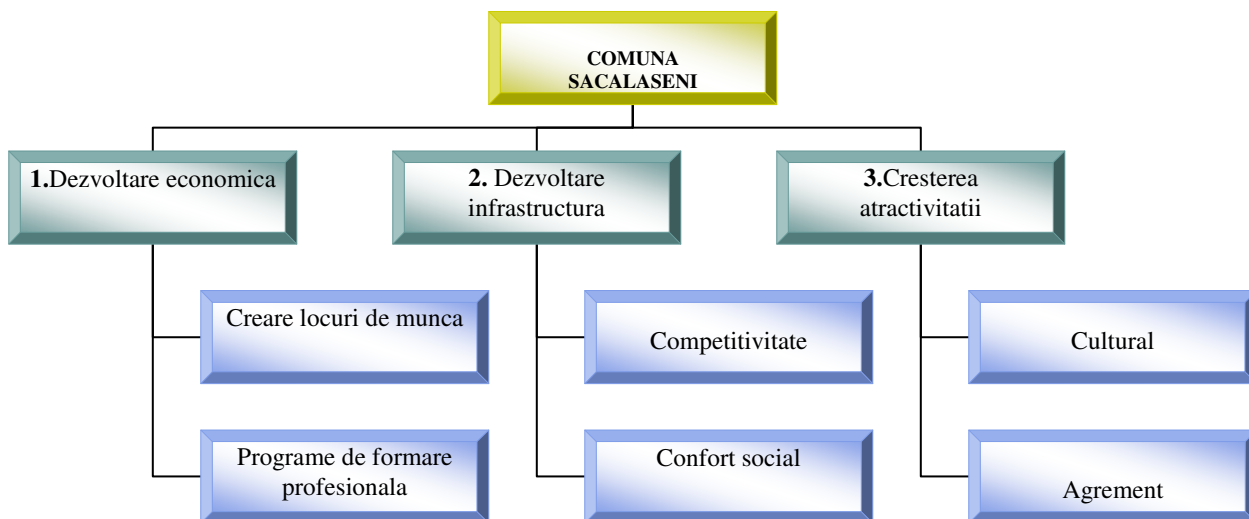 COMUNA
SACALASENI
1.Dezvoltare economica
2. Dezvoltare
infrastructura
3.Cresterea
atractivitatii
Creare locuri de munca
Competitivitate
Cultural
Programe de formare
profesionala
Confort social
Agrement